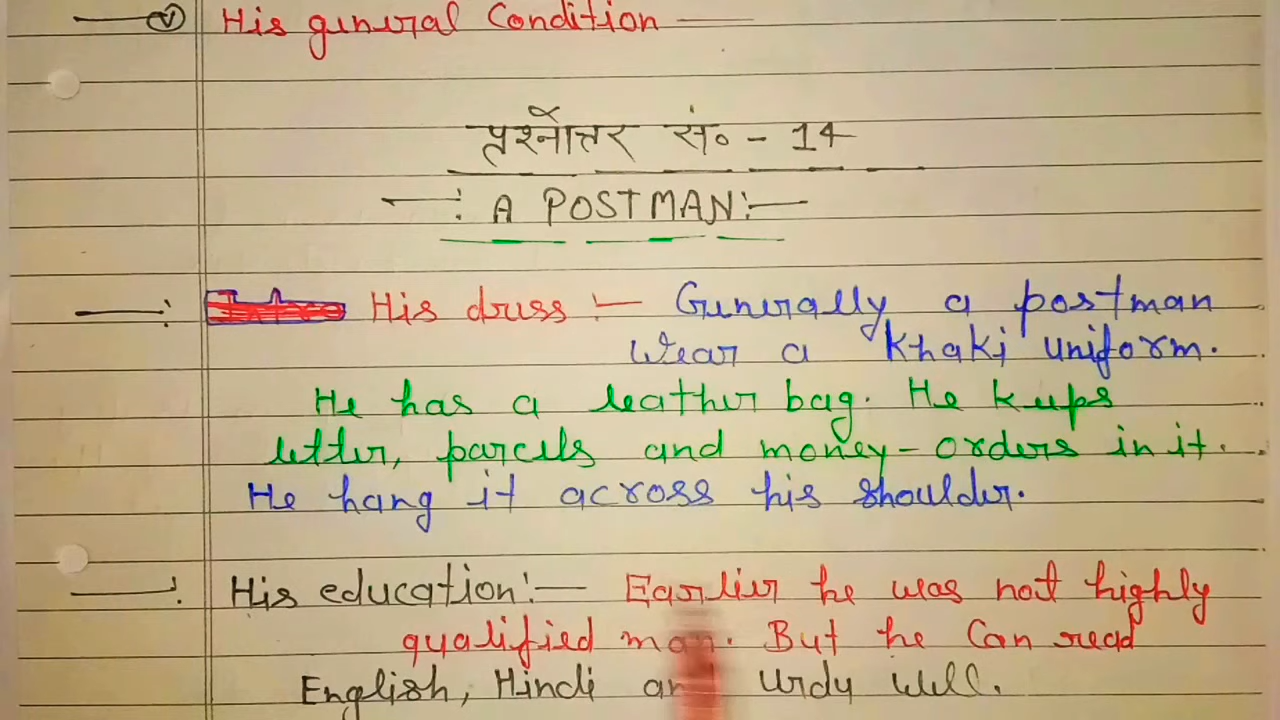 (v) His general Condition
प्रश्नोत्तर सं० - 14
A POSTMAN:
His dress :- Generally a postman
wear a Khaki uniform.
He has a leather bag. He keeps
letter, parcels and money-orders in it.
He hang it across his shoulder.
His education:- Earlier he was not highly
qualified man. But he Can read
English, Hindi and Urdu well.